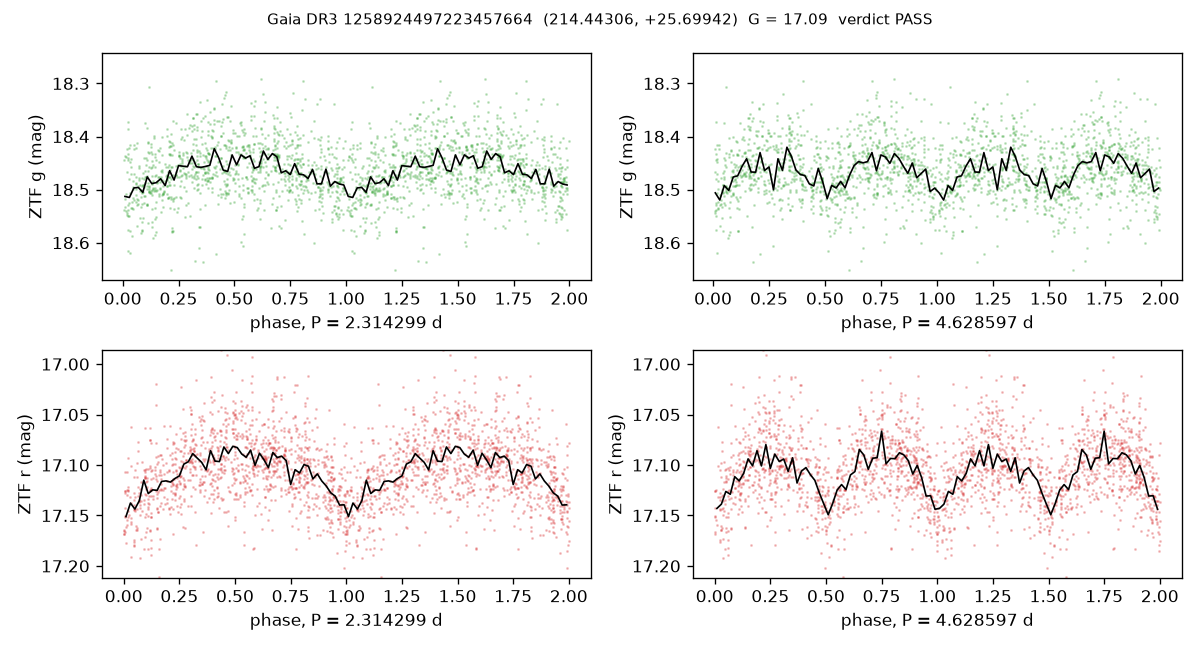 Gaia DR3 1258924497223457664  (214.44306, +25.69942)  G = 17.09  verdict PASS
ZTF g (mag)
18.3
18.4
18.5
18.6
0.00 0.25 0.50 0.75 1.00 1.25 1.50 1.75 2.00
phase, P = 2.314299 d
ZTF g (mag)
18.3
18.4
18.5
18.6
0.00 0.25 0.50 0.75 1.00 1.25 1.50 1.75 2.00
phase, P = 4.628597 d
ZTF r (mag)
17.00
17.05
17.10
17.15
17.20
0.00 0.25 0.50 0.75 1.00 1.25 1.50 1.75 2.00
phase, P = 2.314299 d
ZTF r (mag)
17.00
17.05
17.10
17.15
17.20
0.00 0.25 0.50 0.75 1.00 1.25 1.50 1.75 2.00
phase, P = 4.628597 d